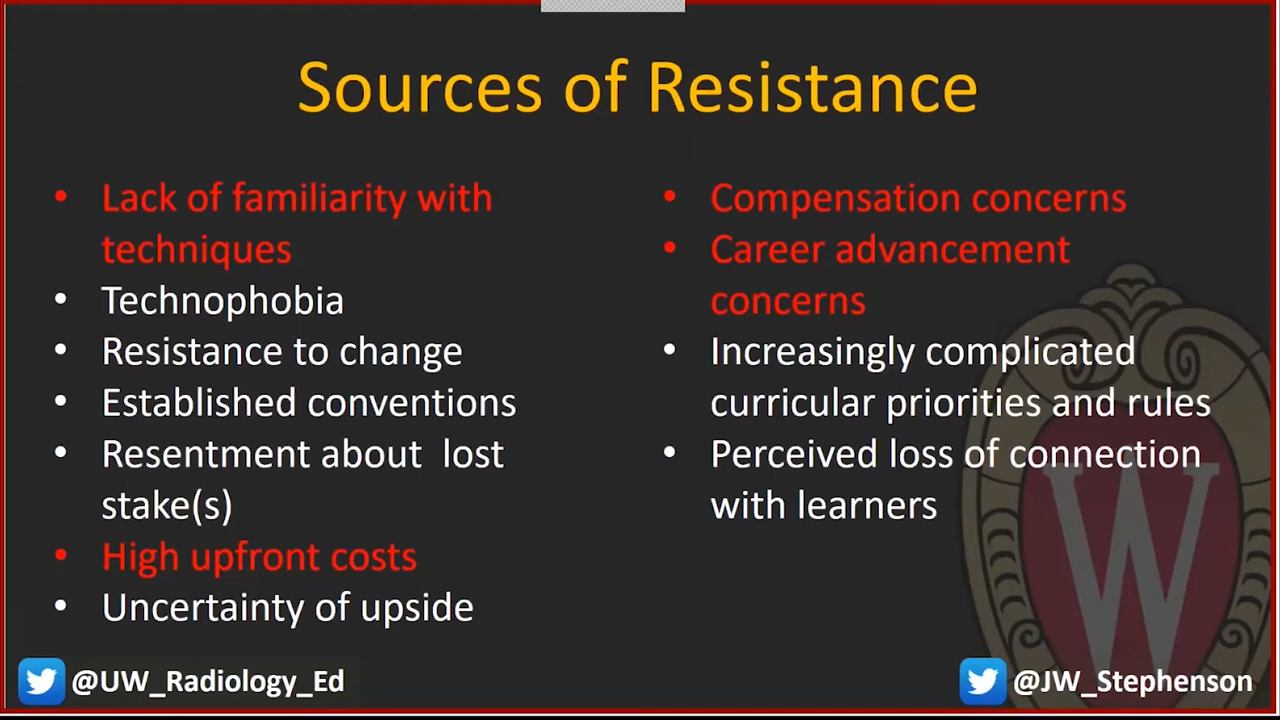 Sources of Resistance
• Lack of familiarity with
techniques
• Technophobia
• Resistance to change
• Established conventions
• Resentment about  lost
stake(s)
• High upfront costs
• Uncertainty of upside
• Compensation concerns
• Career advancement
concerns
• Increasingly complicated
curricular priorities and rules
• Perceived loss of connection
with learners
W
@UW_Radiology_Ed
@JW_Stephenson